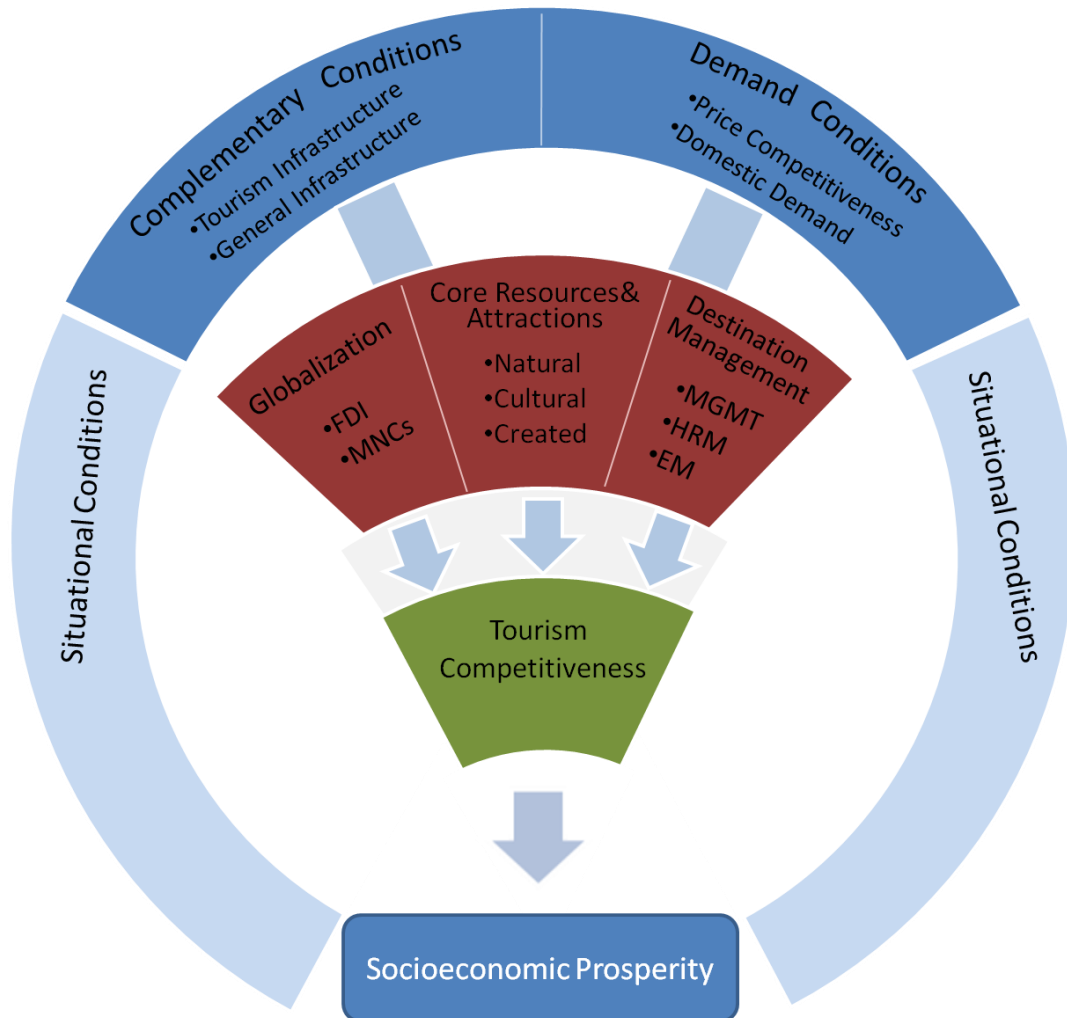 Complementary Conditions
•Tourism Infrastructure
•General Infrastructure
Demand Conditions
•Price Competitiveness
•Domestic Demand
Situational Conditions
Globalization
•FDI
•MNCs
Core Resources&
Attractions
•Natural
•Cultural
•Created
Destination
Management
•MGMT
•HRM
•EM
Situational Conditions
Tourism
Competitiveness
Socioeconomic Prosperity